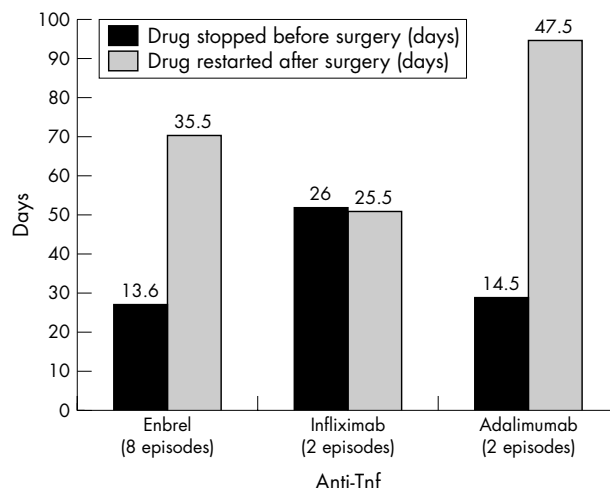 100
90
80
70
60
50
40
30
20
10
0
Days
Drug stopped before surgery (days)
Drug restarted after surgery (days)
13.6
35.5
26
25.5
14.5
47.5
Enbrel
(8 episodes)
Infliximab
(2 episodes)
Adalimumab
(2 episodes)
Anti-Tnf